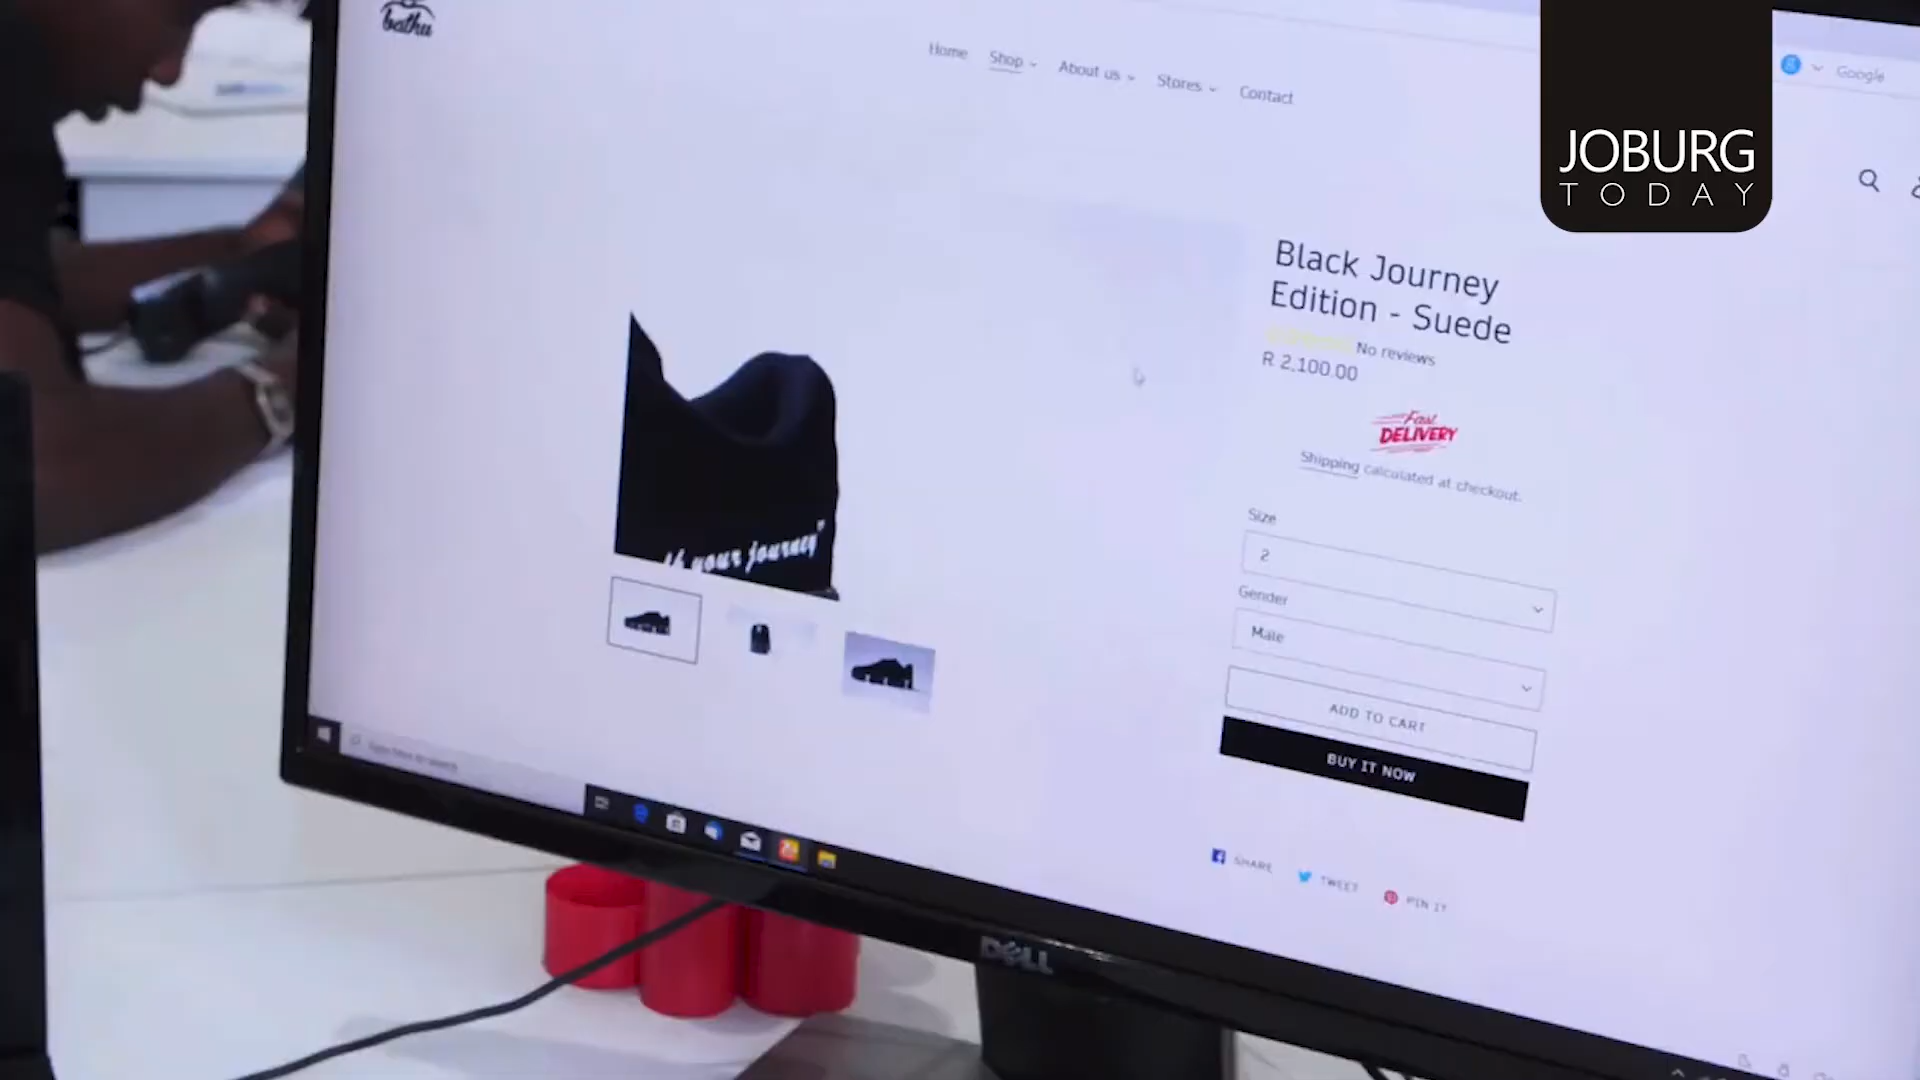 bathu
Home Shop About us Stores Contact
Google
JOBURG
TODAY
Black Journey
Edition - Suede
No reviews
R 2,100.00
Fast
DELIVERY
Shipping calculated at checkout.
your journey"
Size
2
Gender
Male
ADD TO CART
BUY IT NOW
SHARE TWEET PIN IT
DELL